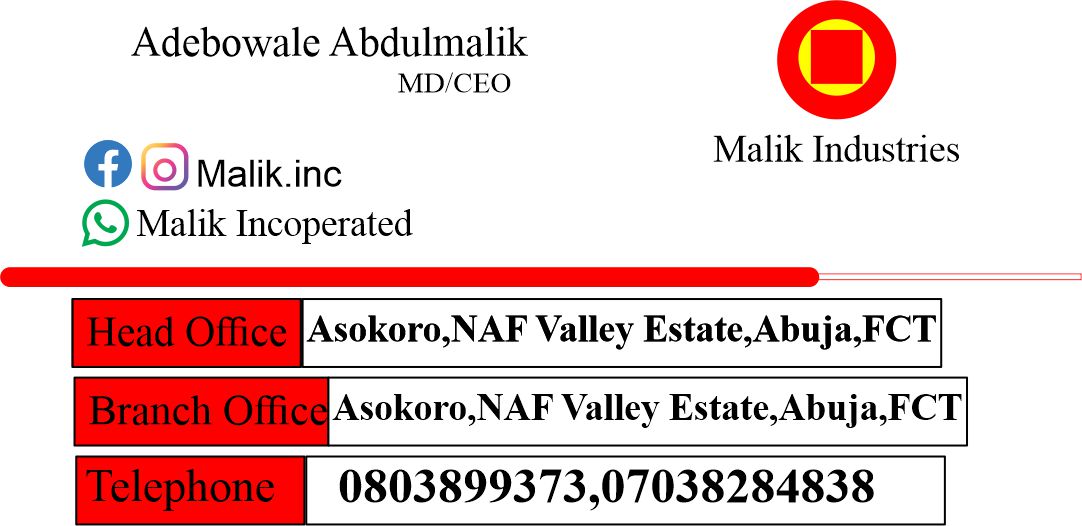 Adebowale Abdulmalik
MD/CEO
Malik Industries
Malik.inc
Malik Incoperated
Head Office Asokoro,NAF Valley Estate,Abuja,FCT
Branch Office Asokoro,NAF Valley Estate,Abuja,FCT
Telephone 0803899373,07038284838